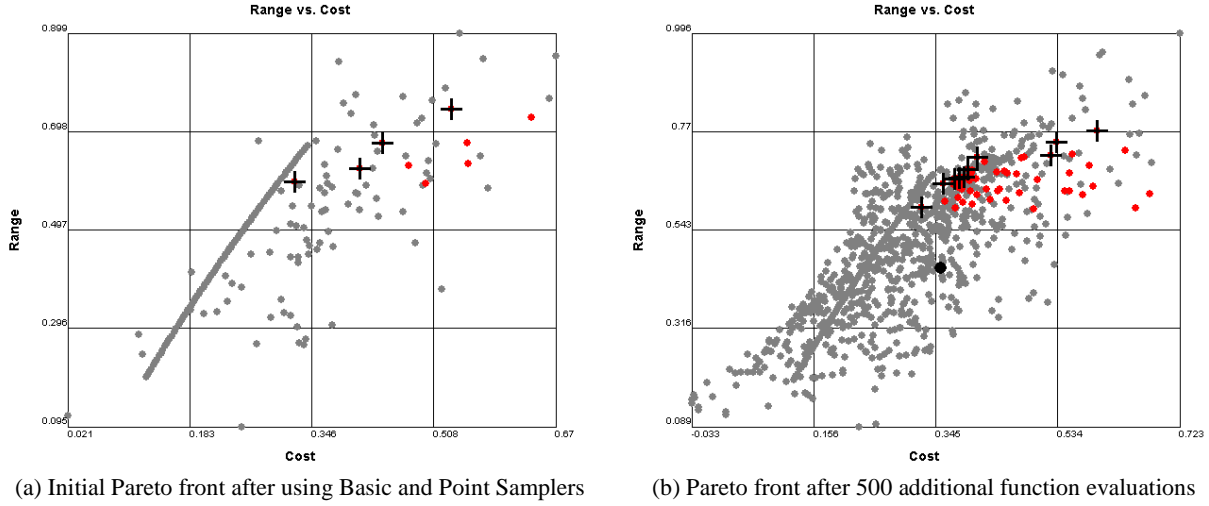 Range vs. Cost
0.899
0.698
0.497
0.296
0.095
Range
0.021 0.183 0.346 0.508 0.67
Cost
(a) Initial Pareto front after using Basic and Point Samplers
Range vs. Cost
0.996
0.77
0.543
0.316
0.089
Range
-0.033 0.156 0.345 0.534 0.723
Cost
(b) Pareto front after 500 additional function evaluations